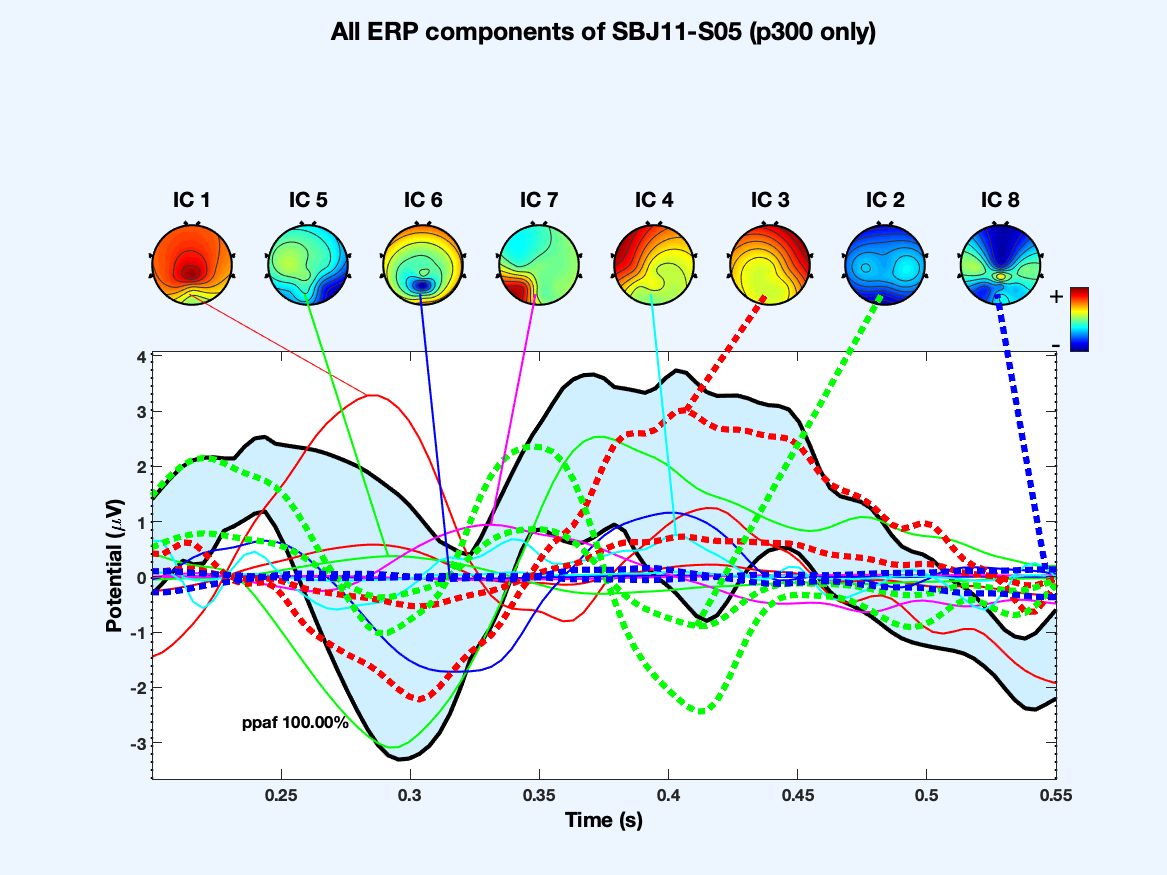 All ERP components of SBJ11-S05 (p300 only)
IC 1 IC 5 IC 6 IC 7 IC 4 IC 3 IC 2 IC 8
+
-
4
3
2
1
0
-1
-2
-3
Potential (μV)
ppaf 100.00%
0.25 0.3 0.35 0.4 0.45 0.5 0.55
Time (s)